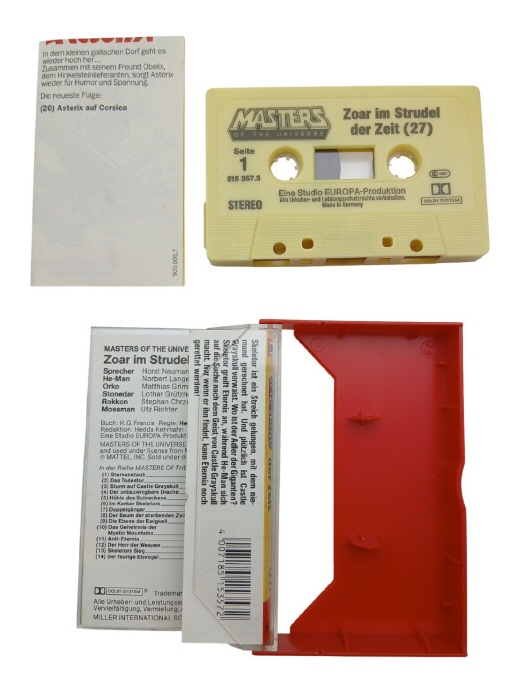 In dem kleinen gallischen Dorf geht es
wieder hoch her...
Zusammen mit seinem Freund Obelix,
dem Hinkelsteinlieferanten, sorgt Asterix
wieder für Humor und Spannung.
Die neueste Folge:
(20) Asterix auf Corsica
MASTERS
OF THE UNIVERSE
Zoar im Strudel
der Zeit (27)
Seite
1
515 357.3
STEREO
Eine Studio EUROPA-Produktion
Alle Urheber- und Leistungsschutzrechte vorbehalten.
Made in Germany
DOLBY SYSTEM
MASTERS OF THE UNIVE
Zoar im Strudel
Sprecher Horst Nauman
He-Man Norbert Lange
Orko Matthias Grim
Stonedar Lothar Grützn
Rokkon Stephan Chrz
Mossman Utz Richter
Buch: H.G. Francis · Regie: He
Redaktion: Hedda Kehrhahn
Eine Studio EUROPA-Produkt
MASTERS OF THE UNIVERSE
and used under license from M
© MATTEL, INC. Sold under
In der Reihe MASTERS OF THE
(1) Sternenstaub
(2) Das Todestor
(3) Sturm auf Castle Grayskull
(4) Der unbezwingbare Drache
(5) Höhle des Schreckens
(6) Im Kerker Skeletors
(7) Doppelgänger
(8) Der Baum der sterbenden Zei
(9) Die Ebene der Ewigkeit
(10) Das Geheimnis der
Mystic Mountains
(11) Anti-Eternia
(12) Der Herr der Wespen
(13) Skeletors Sieg
(14) Der feurige Eisvogel
DOLBY SYSTEM Tradema
Alle Urheber- und Leistungss
Vervielfältigung, Vermietung,
MILLER INTERNATIONAL SC
Skeletor ist ein Streich gelungen, mit dem nie-
mand gerechnet hat. Und plötzlich ist Castle
Grayskull verwaist. Wo ist der Adler der Giganten?
Skeletor greift Eternia an, während He-Man sich
auf die Suche nach dem Geist von Castle Grayskull
macht. Nur wenn er ihn findet, kann Eternia noch
gerettet werden!
4 007185 153572